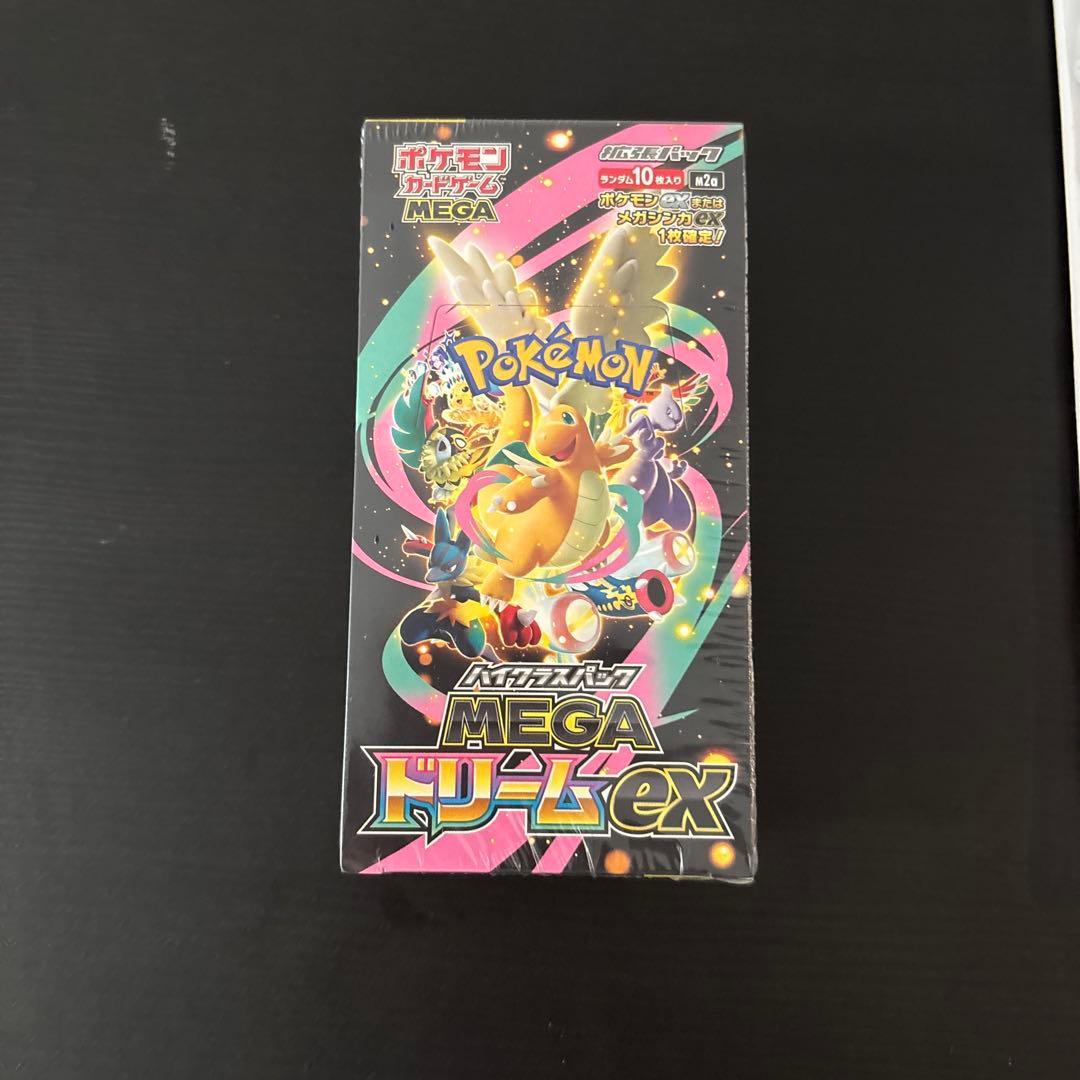 ポケモン
カードゲーム
MEGA
拡張パック
ランダム10枚入り M2a
ポケモンexまたは
メガシンカex
1枚確定!
POKéMON
TM
ハイクラスパック
MEGA
ドリームex